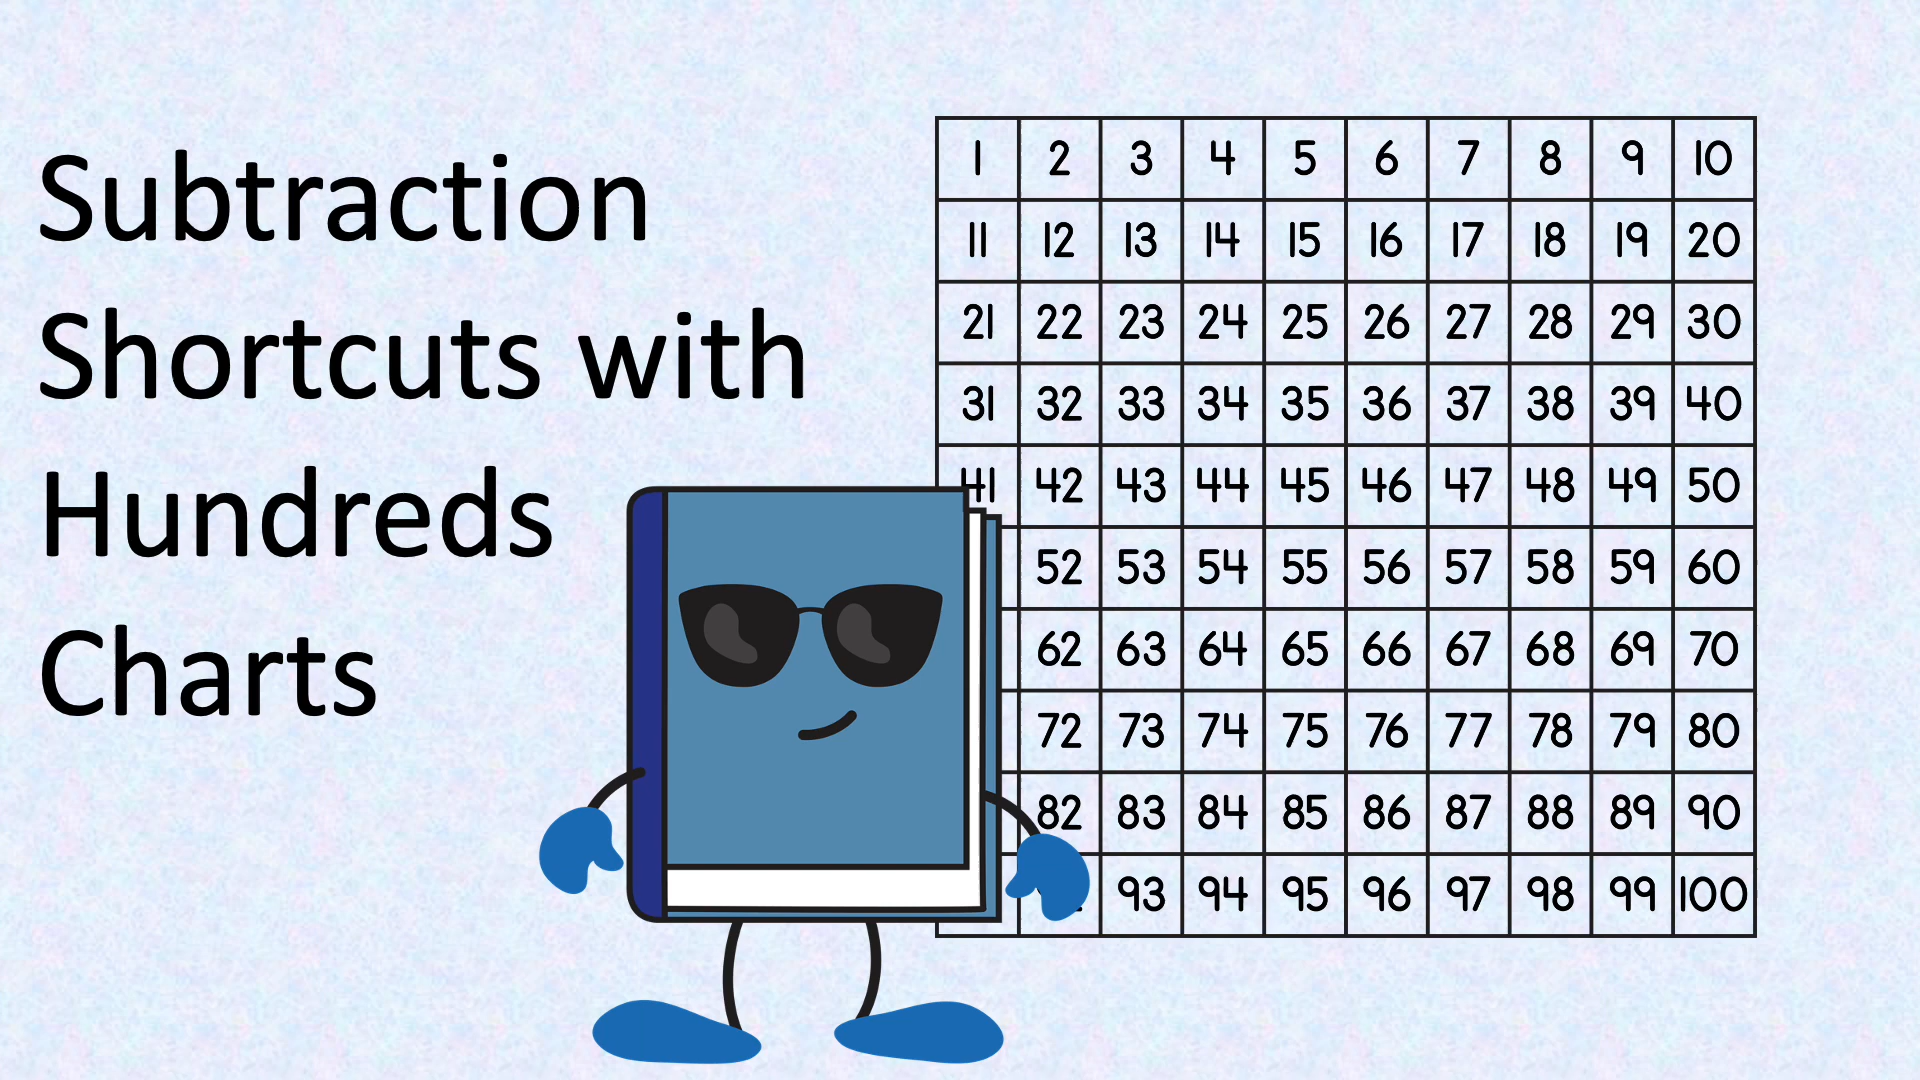 Subtraction
Shortcuts with
Hundreds
Charts
1 2 3 4 5 6 7 8 9 10
11 12 13 14 15 16 17 18 19 20
21 22 23 24 25 26 27 28 29 30
31 32 33 34 35 36 37 38 39 40
41 42 43 44 45 46 47 48 49 50
52 53 54 55 56 57 58 59 60
62 63 64 65 66 67 68 69 70
72 73 74 75 76 77 78 79 80
82 83 84 85 86 87 88 89 90
93 94 95 96 97 98 99 100